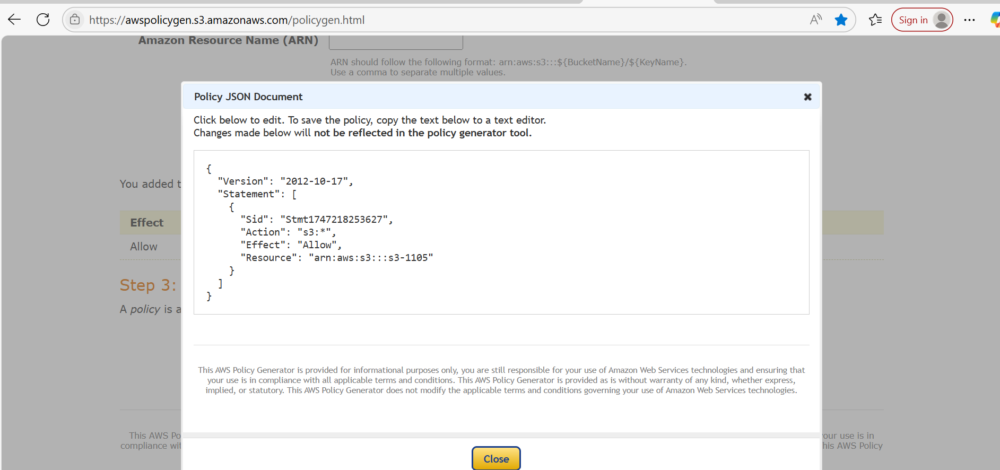 https://awspolicygen.s3.amazonaws.com/policygen.html
A
Sign in
Amazon Resource Name (ARN)
ARN should follow the following format: arn:aws:s3:::${BucketName}/${KeyName}.
Use a comma to separate multiple values.
Policy JSON Document
Click below to edit. To save the policy, copy the text below to a text editor.
Changes made below will not be reflected in the policy generator tool.
{
"Version": "2012-10-17",
"Statement": [
{
"Sid": "Stmt1747218253627",
"Action": "s3:*",
"Effect": "Allow",
"Resource": "arn:aws:s3:::s3-1105"
}
]
}
You added t
Effect
Allow
Step 3:
A policy is a
This AWS Policy Generator is provided for informational purposes only, you are still responsible for your use of Amazon Web Services technologies and ensuring that
your use is in compliance with all applicable terms and conditions. This AWS Policy Generator is provided as is without warranty of any kind, whether express,
implied, or statutory. This AWS Policy Generator does not modify the applicable terms and conditions governing your use of Amazon Web Services technologies.
This AWS Po
our use is in
compliance wit
his AWS Policy
Close